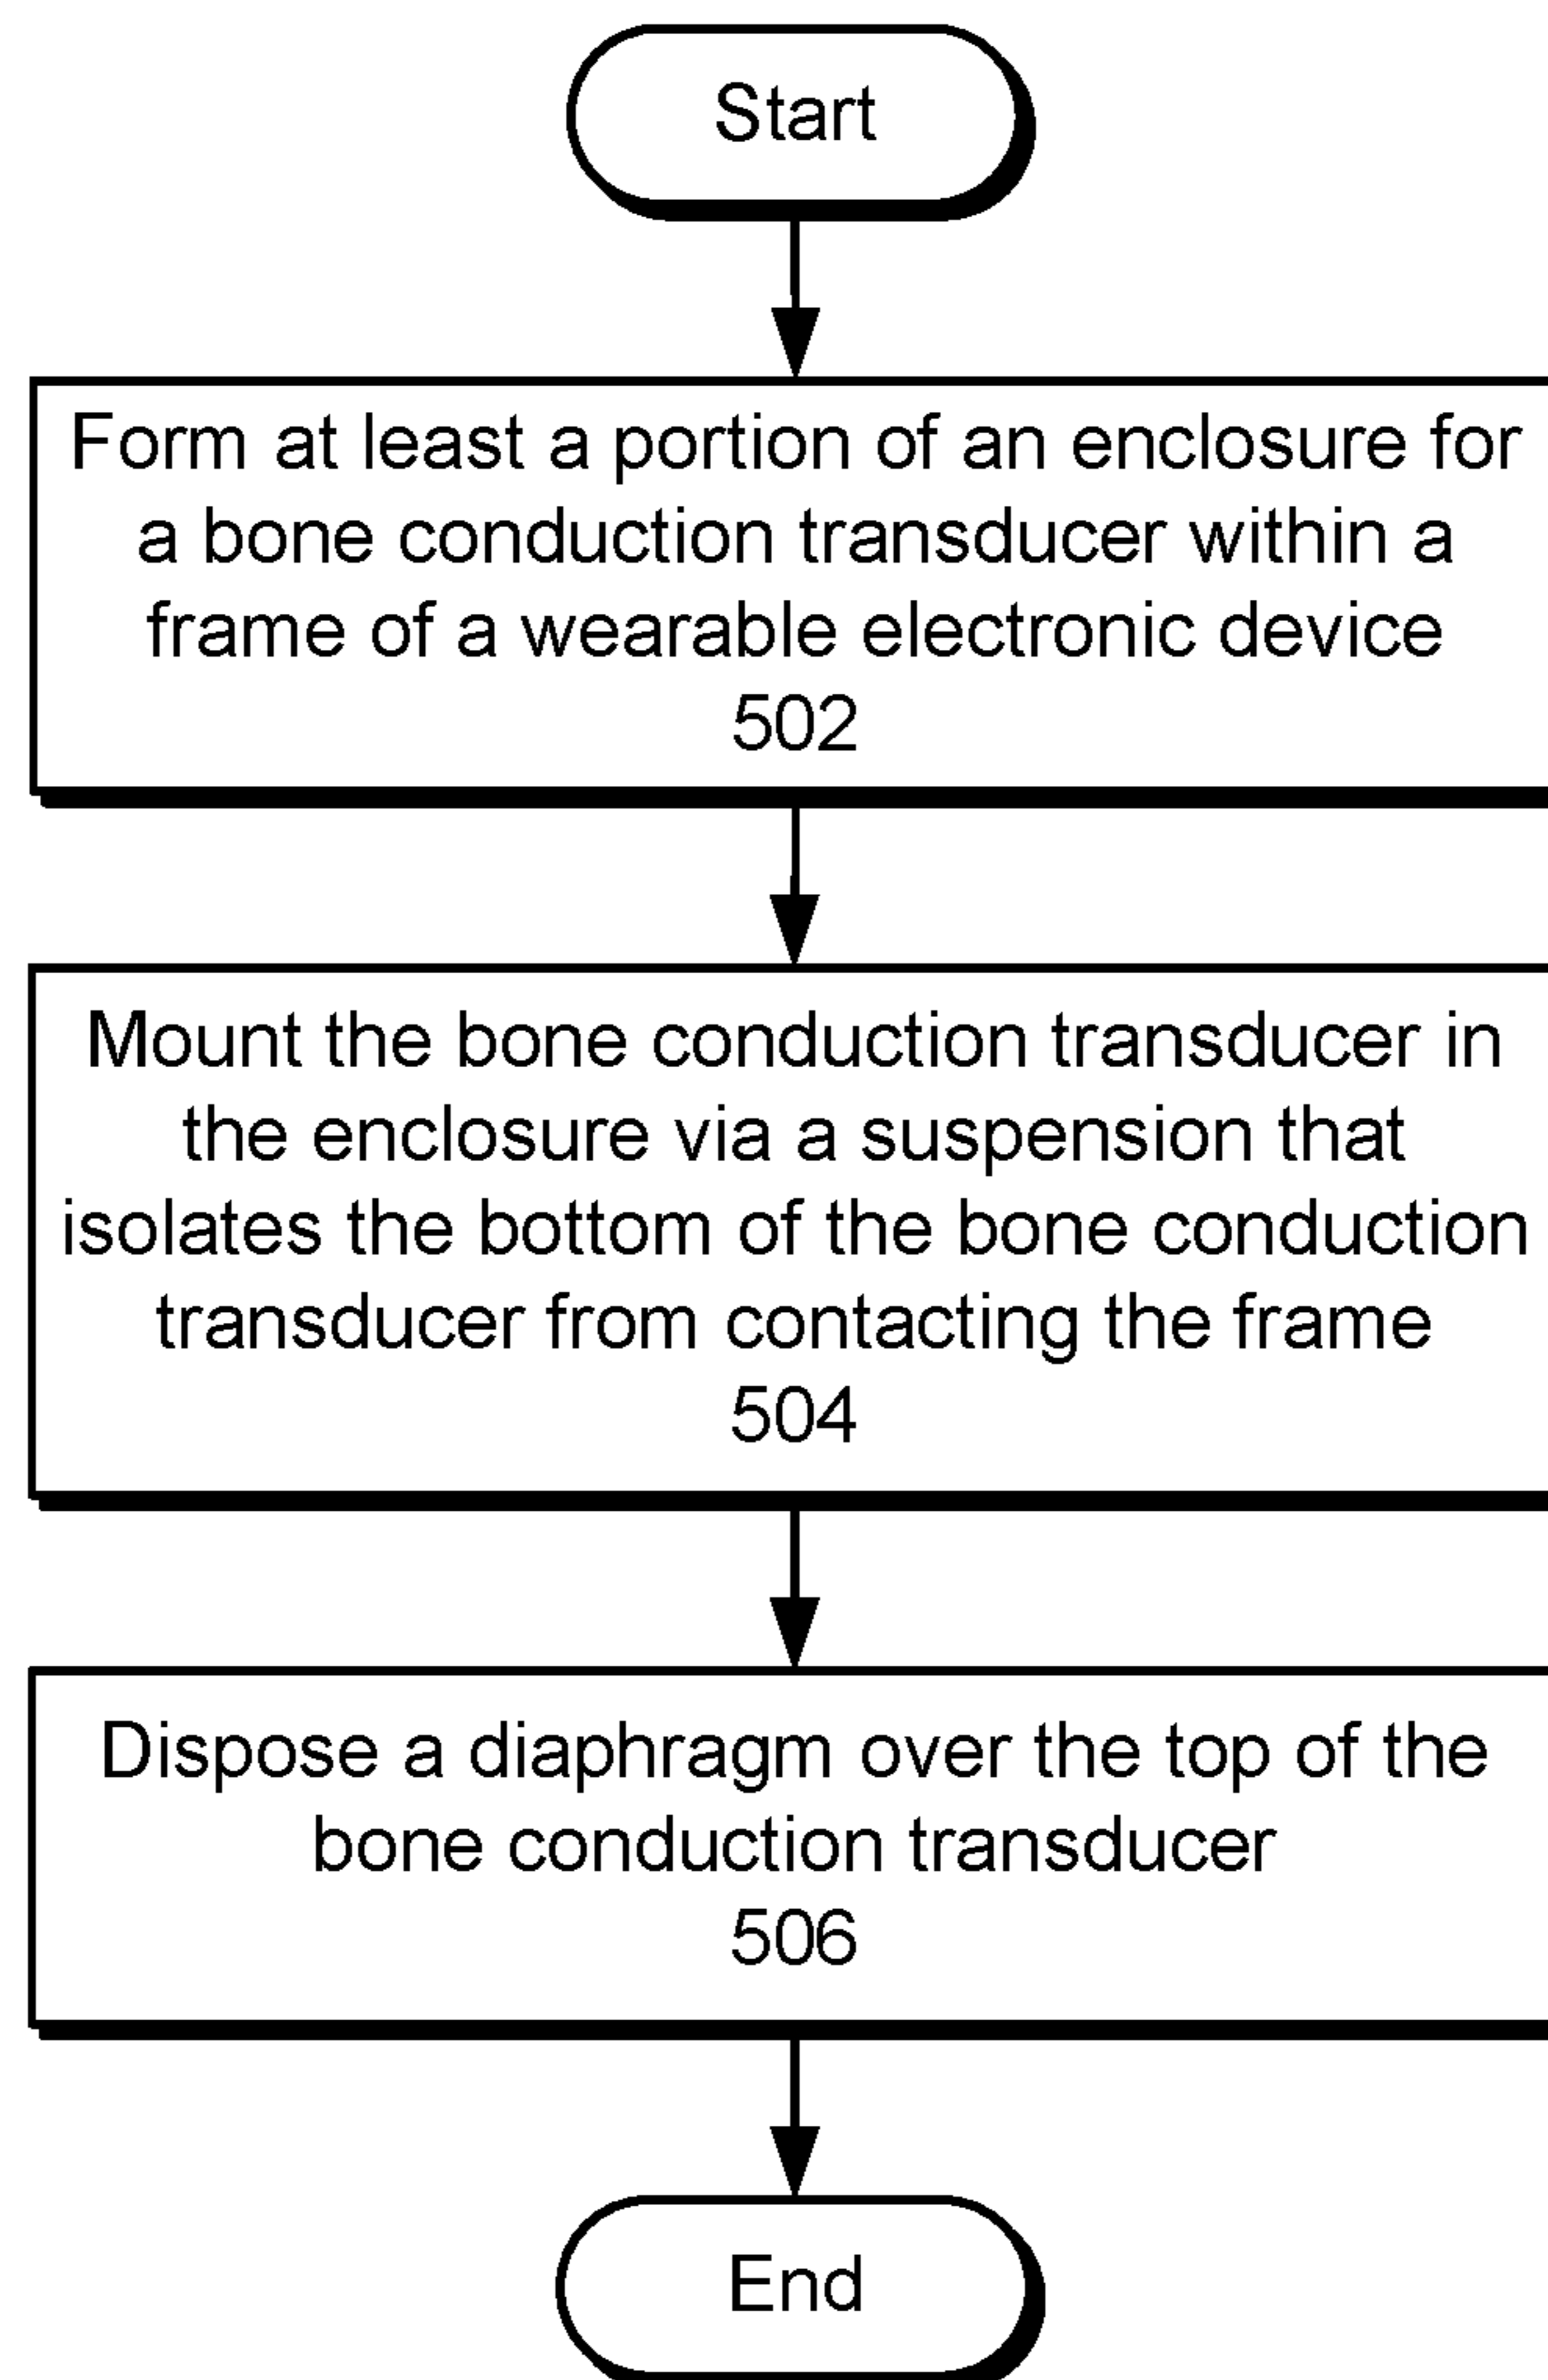 Start
Form at least a portion of an enclosure for
a bone conduction transducer within a
frame of a wearable electronic device
502
Mount the bone conduction transducer in
the enclosure via a suspension that
isolates the bottom of the bone conduction
transducer from contacting the frame
504
Dispose a diaphragm over the top of the
bone conduction transducer
506
End